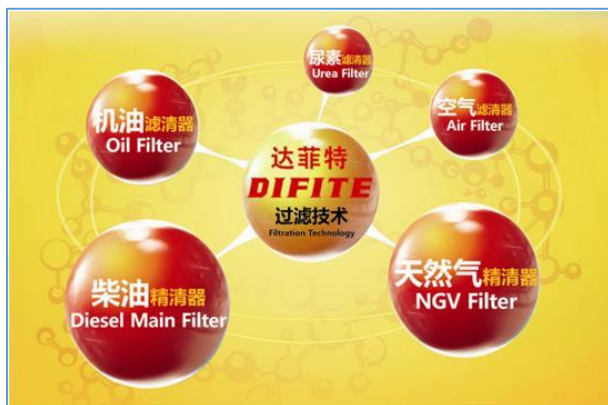 尿素滤清器
Urea Filter
机油滤清器
Oil Filter
空气滤清器
Air Filter
达菲特
DIFITE
过滤技术
Filtration Technology
柴油精清器
Diesel Main Filter
天然气精清器
NGV Filter